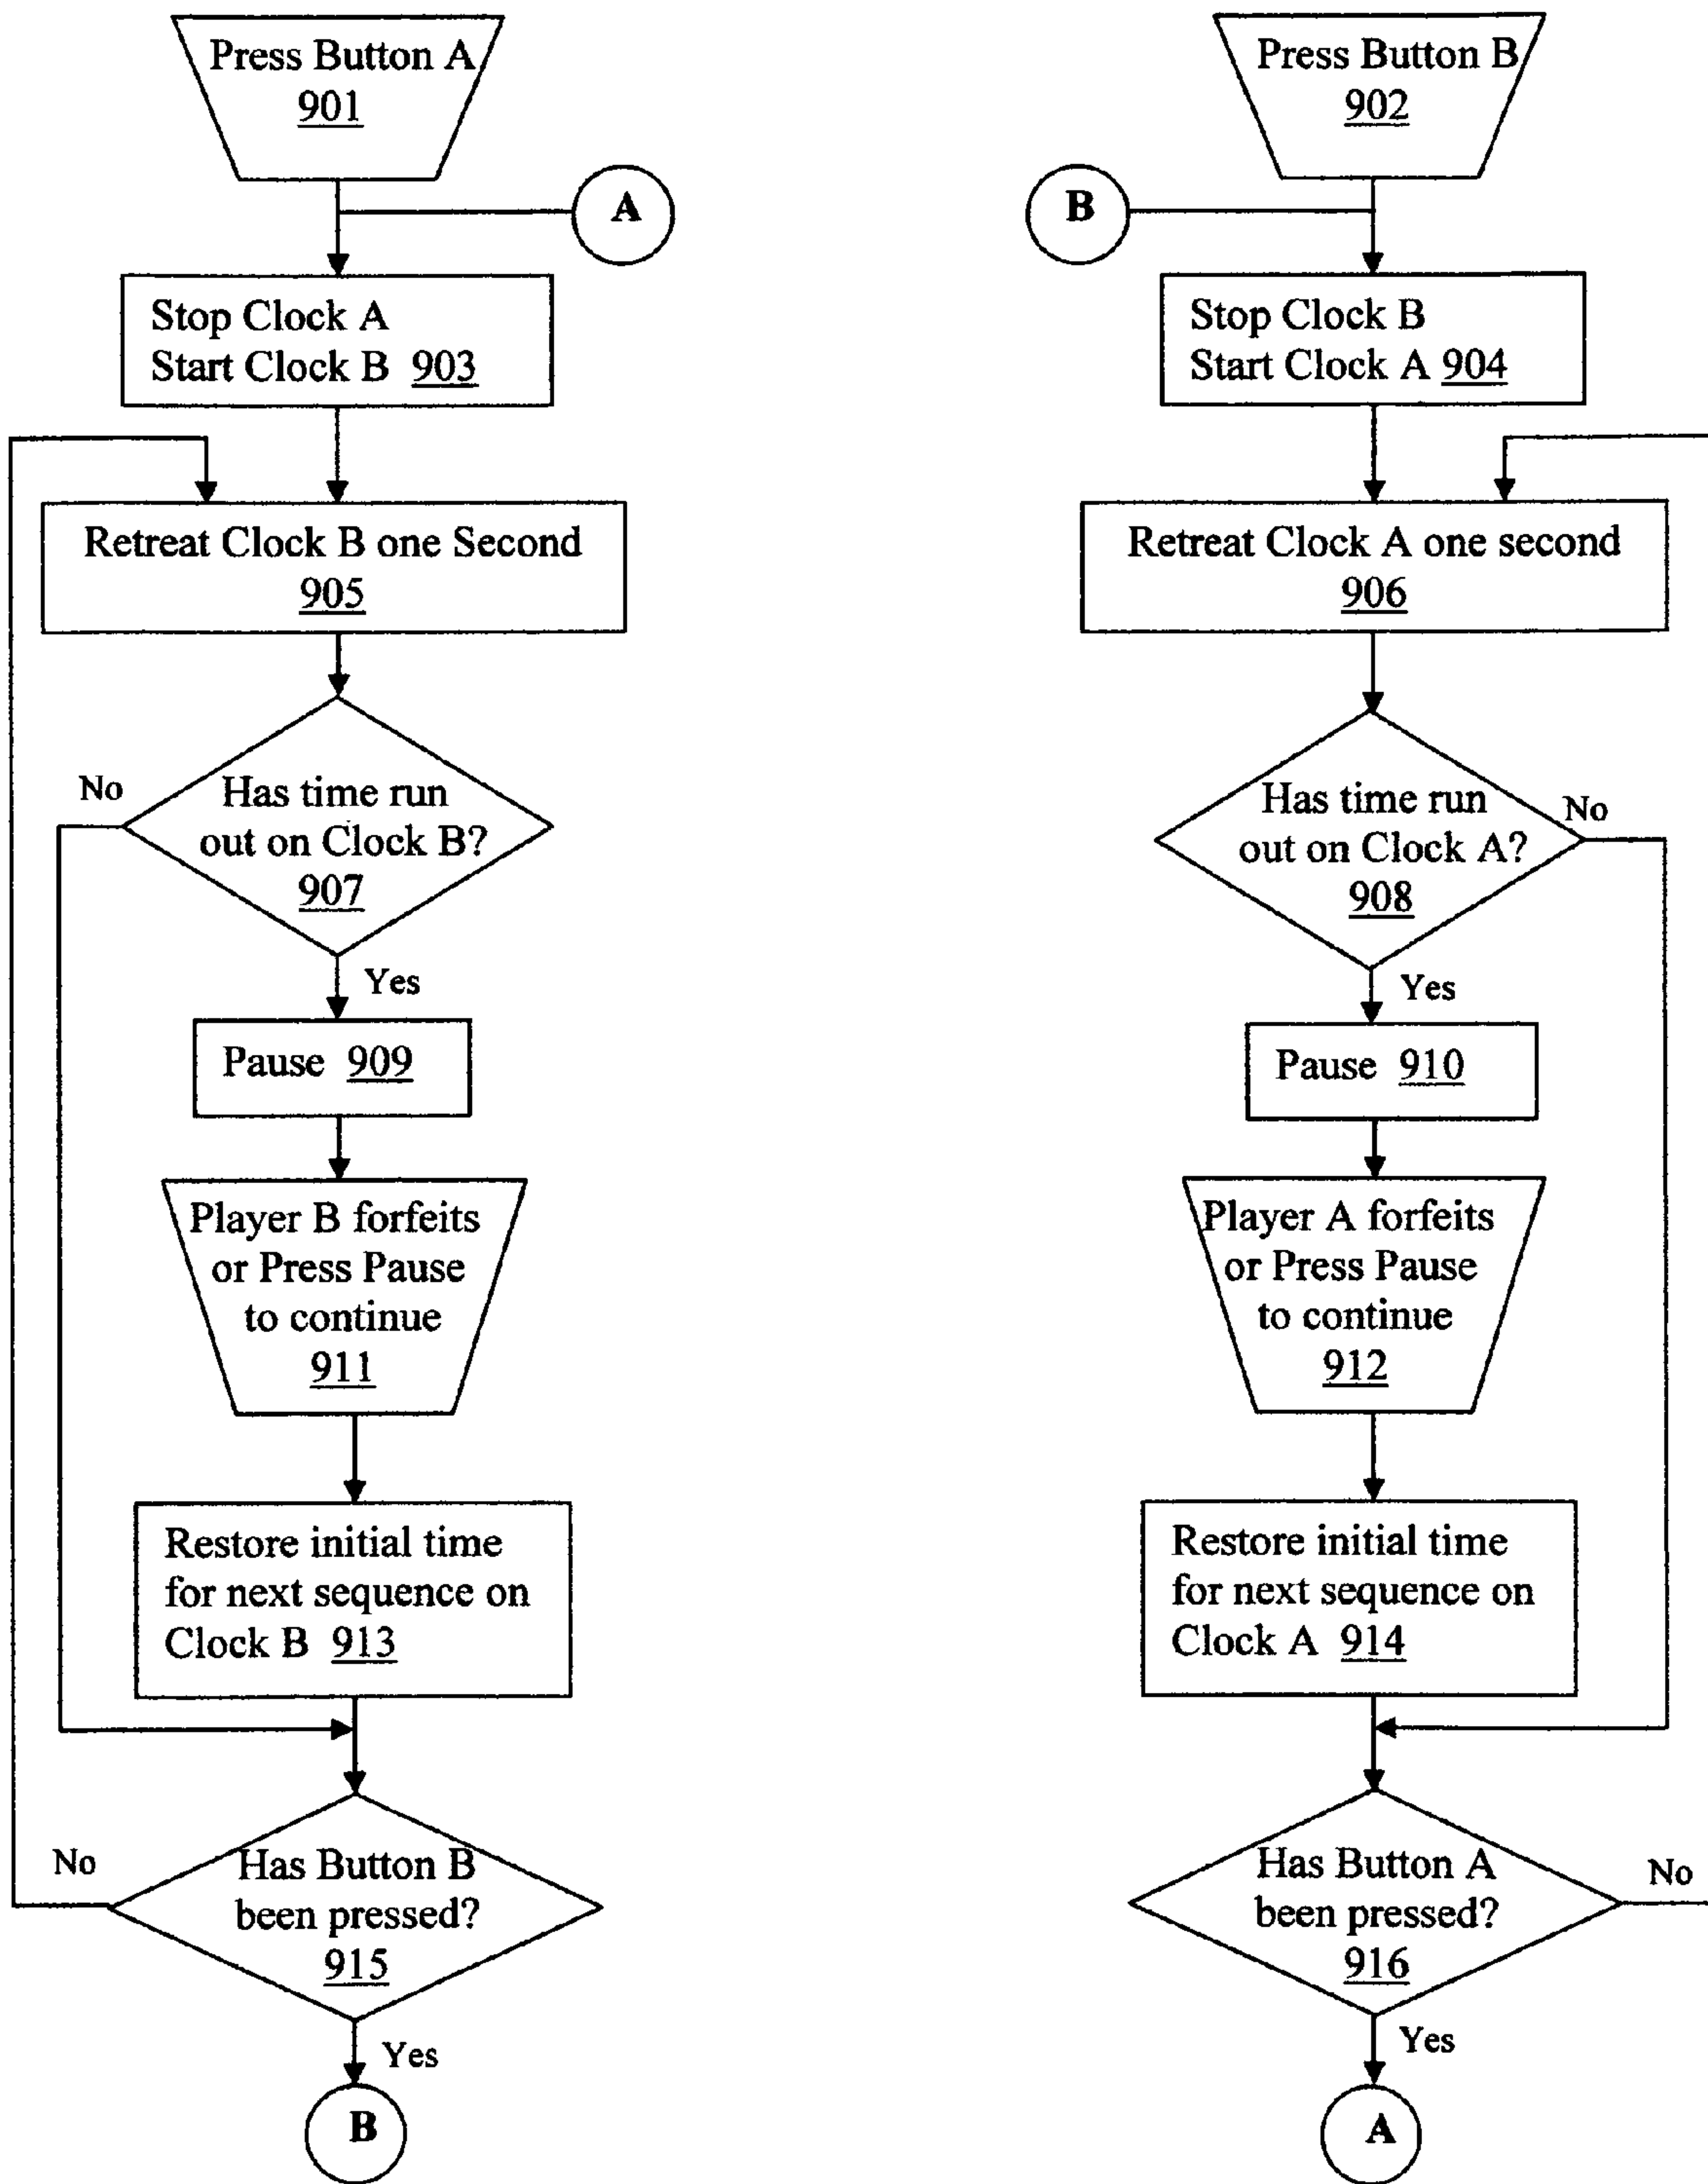 Press Button A
901
A
Stop Clock A
Start Clock B 903
Retreat Clock B one Second
905
No
Has time run
out on Clock B?
907
Yes
Pause 909
Player B forfeits
or Press Pause
to continue
911
Restore initial time
for next sequence on
Clock B 913
No
Has Button B
been pressed?
915
Yes
B
Press Button B
902
B
Stop Clock B
Start Clock A 904
Retreat Clock A one second
906
Has time run
out on Clock A?
908
No
Yes
Pause 910
Player A forfeits
or Press Pause
to continue
912
Restore initial time
for next sequence on
Clock A 914
Has Button A
been pressed?
916
No
Yes
A